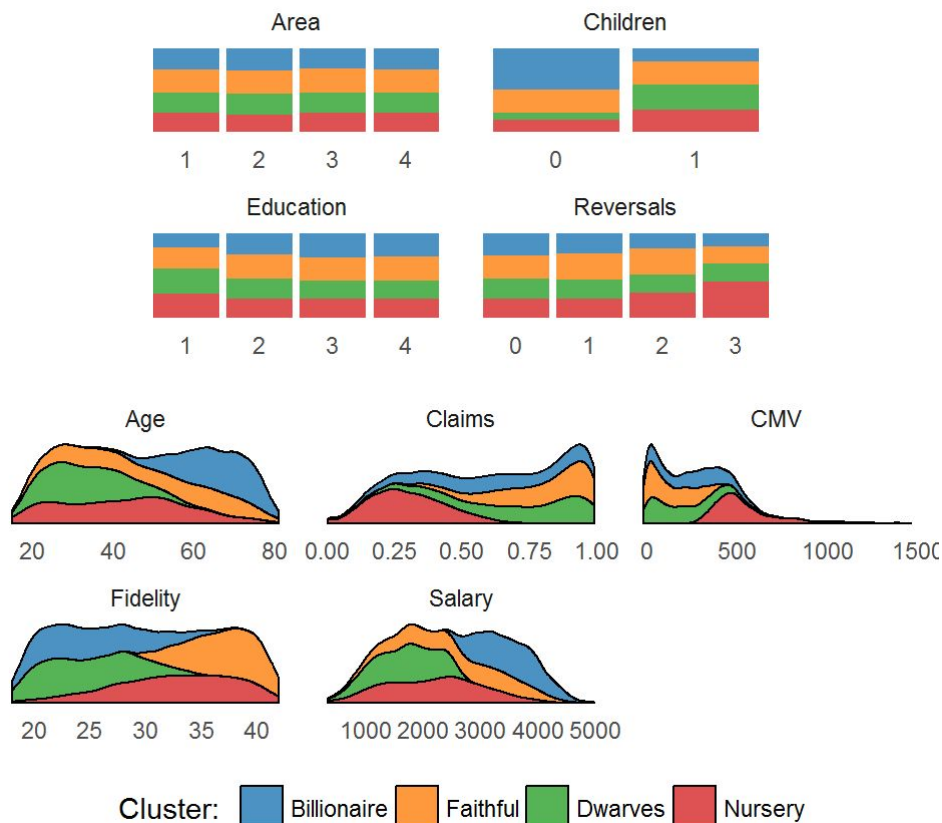 Area Children
1 2 3 4 0 1
Education Reversals
1 2 3 4 0 1 2 3
Age Claims CMV
20 40 60 80 0.00 0.25 0.50 0.75 1.00 0 500 1000 1500
Fidelity Salary
20 25 30 35 40 1000 2000 3000 4000 5000
Cluster: Billionaire Faithful Dwarves Nursery